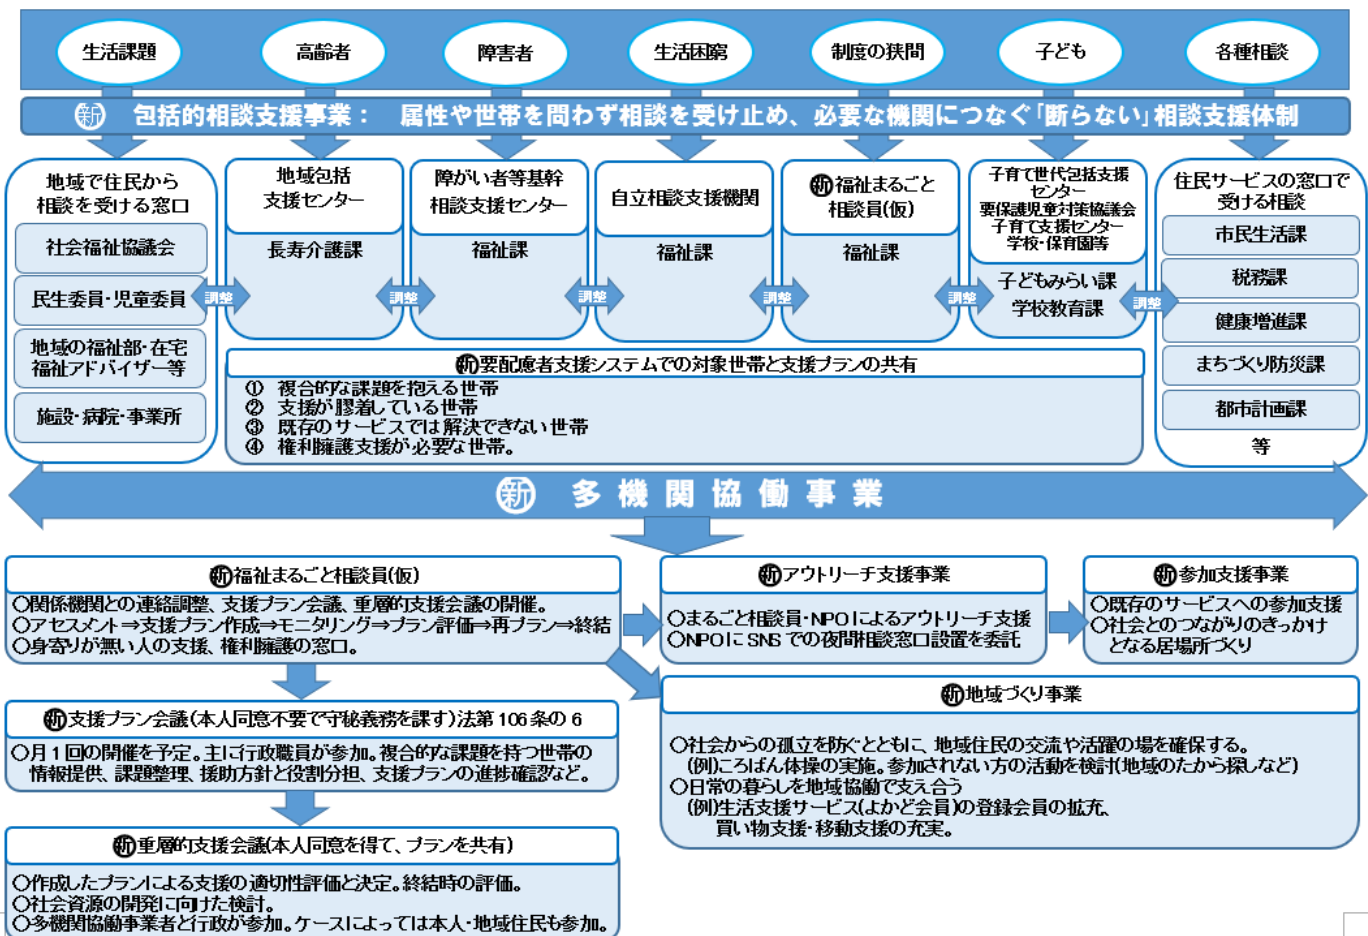 生活課題
高齢者
障害者
生活困窮
制度の狭間
子ども
各種相談
㊟新 包括的相談支援事業： 属性や世帯を問わず相談を受け止め、必要な機関につなぐ「断らない」相談支援体制
地域で住民から
相談を受ける窓口
社会福祉協議会
民生委員・児童委員
地域の福祉部・在宅
福祉アドバイザー等
施設・病院・事業所
地域包括
支援センター
長寿介護課
障がい者等基幹
相談支援センター
福祉課
自立相談支援機関
福祉課
新福祉まるごと
相談員(仮)
福祉課
子育て世代包括支援
センター
要保護児童対策協議会
子育て支援センター
学校・保育園等
子どもみらい課
学校教育課
住民サービスの窓口で
受ける相談
市民生活課
税務課
健康増進課
まちづくり防災課
都市計画課
等
調整
調整
調整
調整
調整
調整
新要配慮者支援システムでの対象世帯と支援プランの共有
① 複合的な課題を抱える世帯
② 支援が膠着している世帯
③ 既存のサービスでは解決できない世帯
④ 権利擁護支援が必要な世帯。
新 多機関協働事業
新福祉まるごと相談員(仮)
○関係機関との連絡調整、支援プラン会議、重層的支援会議の開催。
○アセスメント⇒支援プラン作成⇒モニタリング⇒プラン評価⇒再プラン⇒終結
○身寄りが無い人の支援、権利擁護の窓口。
新アウトリーチ支援事業
○まるごと相談員・NPOによるアウトリーチ支援
○NPOにSNSでの夜間相談窓口設置を委託
新参加支援事業
○既存のサービスへの参加支援
○社会とのつながりのきっかけ
となる居場所づくり
新支援プラン会議(本人同意不要で守秘義務を課す)法第106条の6
○月1回の開催を予定。主に行政職員が参加。複合的な課題を持つ世帯の
情報提供、課題整理、援助方針と役割分担、支援プランの進捗確認など。
新地域づくり事業
○社会からの孤立を防ぐとともに、地域住民の交流や活躍の場を確保する。
(例)ころばん体操の実施。参加されない方の活動を検討(地域のたから探しなど)
○日常の暮らしを地域協働で支え合う
(例)生活支援サービス(よかど会員)の登録会員の拡充、
買い物支援・移動支援の充実。
新重層的支援会議(本人同意を得て、プランを共有)
○作成したプランによる支援の適切性評価と決定。終結時の評価。
○社会資源の開発に向けた検討。
○多機関協働事業者と行政が参加。ケースによっては本人・地域住民も参加。